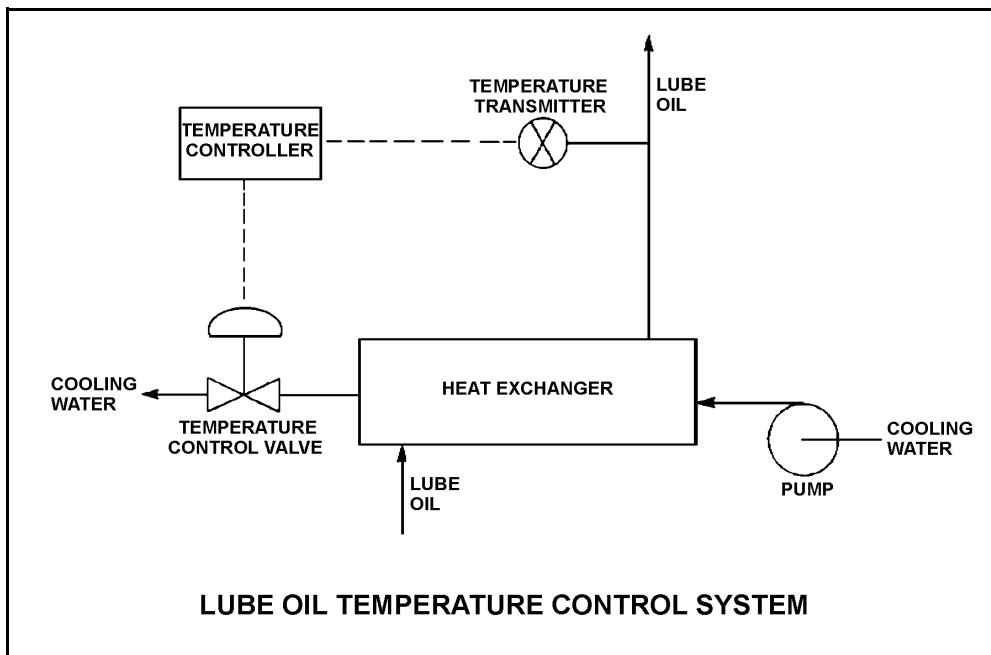 LUBE
OIL
TEMPERATURE
TRANSMITTER
TEMPERATURE
CONTROLLER
COOLING
WATER
TEMPERATURE
CONTROL VALVE
HEAT EXCHANGER
COOLING
WATER
PUMP
LUBE
OIL
LUBE OIL TEMPERATURE CONTROL SYSTEM